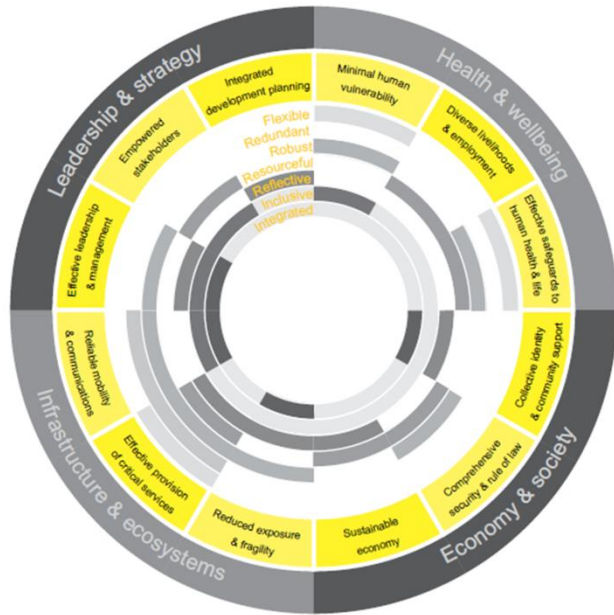 Leadership & strategy
Health & wellbeing
Economy & society
Infrastructure & ecosystems
Integrated
development planning
Minimal human
vulnerability
Diverse livelihoods
& employment
Effective safeguards to
human health & life
Collective identity
& community support
Comprehensive
security & rule of law
Sustainable
economy
Reduced exposure
& fragility
Effective provision
of critical services
Reliable mobility
& communications
Effective leadership
& management
Empowered
stakeholders
Flexible
Redundant
Robust
Resourceful
Reflective
Inclusive
Integrated